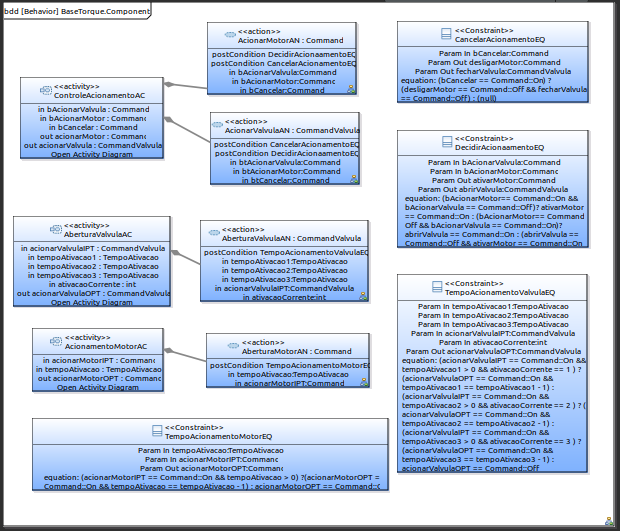 bdd [Behavior] BaseTorque.Component
<<activity>>
ControleAcionamentoAC
in bAcionarValvula : Command
in bAcionarMotor : Command
in bCancelar : Command
out acionarMotor : Command
out acionarValvula : CommandValvula
Open Activity Diagram
<<action>>
AcionarMotorAN : Command
postCondition DecidirAcionaamentoEQ
postCondition CancelarAcionamentoEQ
in bAcionarValvula:Command
in bAcionarMotor:Command
in bCancelar:Command
<<action>>
AcionarValvulaAN : CommandValvula
postCondition CancelarAcionamentoEQ
postCondition DecidirAcionaamentoEQ
in btAcionarValvula:Command
in btAcionarMotor:Command
in btCancelar:Command
<<activity>>
AberturaValvulaAC
in acionarValvulaIPT : CommandValvula
in tempoAtivacao1 : TempoAtivacao
in tempoAtivacao2 : TempoAtivacao
in tempoAtivacao3 : TempoAtivacao
in ativacaoCorrente : int
out acionarValvulaOPT : CommandValvula
Open Activity Diagram
<<action>>
AberturaValvulaAN : CommandValvula
postCondition TempoAcionamentoValvulaEQ
in tempoAtivacao1:TempoAtivacao
in tempoAtivacao2:TempoAtivacao
in tempoAtivacao3:TempoAtivacao
in acionarValvulaIPT:CommandValvula
in ativacaoCorrente:int
<<activity>>
AcionamentoMotorAC
in acionarMotorIPT : Command
in tempoAtivacao : TempoAtivacao
out acionarMotorOPT : Command
Open Activity Diagram
<<action>>
AberturaMotorAN : Command
postCondition TempoAcionamentoMotorEQ
in tempoAtivacao:TempoAtivacao
in acionarMotorIPT:Command
<<Constraint>>
TempoAcionamentoMotorEQ
Param In tempoAtivacao:TempoAtivacao
Param In acionarMotorIPT:Command
Param Out acionarMotorOPT:Command
equation: (acionarMotorIPT == Command::On && tempoAtivacao > 0) ?(acionarMotorOPT =
Command::On && tempoAtivacao == tempoAtivacao - 1) : acionarMotorOPT == Command::C
<<Constraint>>
CancelarAcionamentoEQ
Param In bCancelar:Command
Param Out desligarMotor:Command
Param Out fecharValvula:CommandValvula
equation: (bCancelar == Command::On) ?
(desligarMotor == Command::Off && fecharValvula
== Command::Off) : (null)
<<Constraint>>
DecidirAcionaamentoEQ
Param In bAcionarValvula:Command
Param In bAcionarMotor:Command
Param Out ativarMotor:Command
Param Out abrirValvula:CommandValvula
equation: (bAcionarMotor== Command::On &&
bAcionarValvula == Command::Off)? ativarMotor
== Command::On : (bAcionarMotor== Command::
Off && bAcionarValvula == Command::On)?
abrirValvula == Command::On : (abrirValvula ==
Command::Off && ativarMotor == Command::On
<<Constraint>>
TempoAcionamentoValvulaEQ
Param In tempoAtivacao1:TempoAtivacao
Param In tempoAtivacao2:TempoAtivacao
Param In tempoAtivacao3:TempoAtivacao
Param In acionarValvulaIPT:CommandValvula
Param In ativacaoCorrente:int
Param Out acionarValvulaOPT:CommandValvula
equation: (acionarValvulaIPT == Command::On &&
tempoAtivacao1 > 0 && ativacaoCorrente == 1 ) ?
(acionarValvulaOPT == Command::On &&
tempoAtivacao1 == tempoAtivacao1 - 1) :
(acionarValvulaIPT == Command::On &&
tempoAtivacao2 > 0 && ativacaoCorrente == 2 ) ? (
acionarValvulaOPT == Command::On &&
tempoAtivacao2 == tempoAtivacao2 - 1) :
(acionarValvulaIPT == Command::On &&
tempoAtivacao3 > 0 && ativacaoCorrente == 3 ) ?
(acionarValvulaOPT == Command::On &&
tempoAtivacao3 == tempoAtivacao3 - 1) :
acionarValvulaOPT == Command::Off